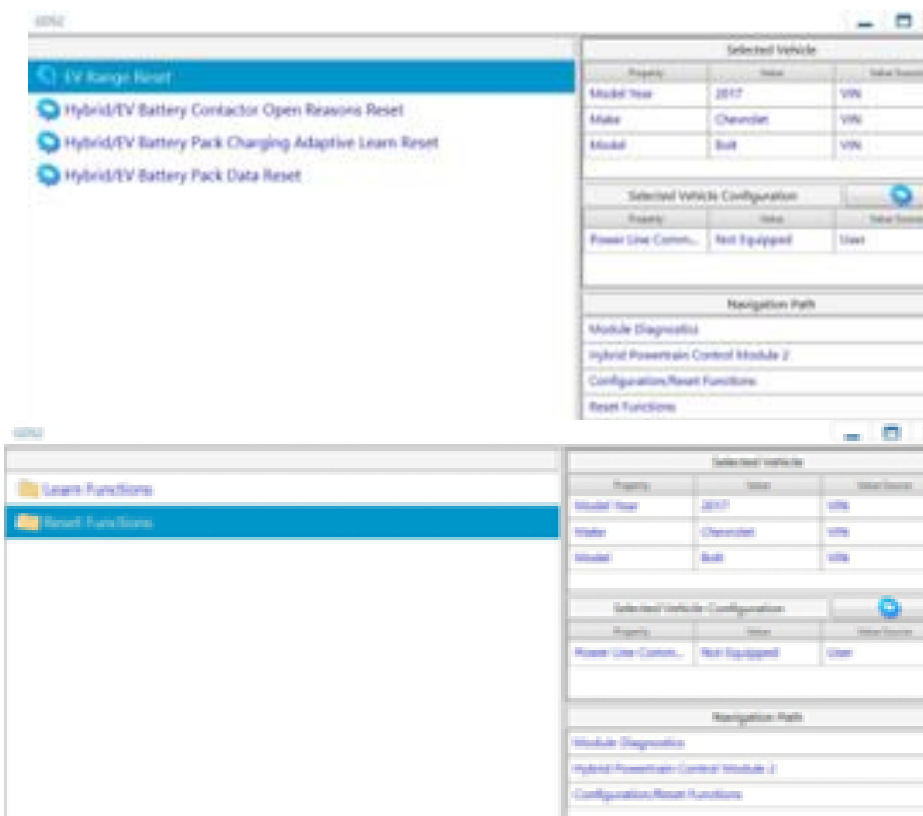 GDS2
Selected Vehicle
Property Value Value Source
EV Range Reset
Model Year 2017 VIN
Hybrid/EV Battery Contactor Open Reasons Reset
Make Chevrolet VIN
Hybrid/EV Battery Pack Charging Adaptive Learn Reset
Model Bolt VIN
Hybrid/EV Battery Pack Data Reset
Selected Vehicle Configuration
Property Value Value Source
Power Line Comm... Not Equipped User
Navigation Path
Module Diagnostics
Hybrid Powertrain Control Module 2
Configuration/Reset Functions
Reset Functions
GDS2
Selected Vehicle
Learn Functions
Property Value Value Source
Model Year 2017 VIN
Reset Functions
Make Chevrolet VIN
Model Bolt VIN
Selected Vehicle Configuration
Property Value Value Source
Power Line Comm... Not Equipped User
Navigation Path
Module Diagnostics
Hybrid Powertrain Control Module 2
Configuration/Reset Functions